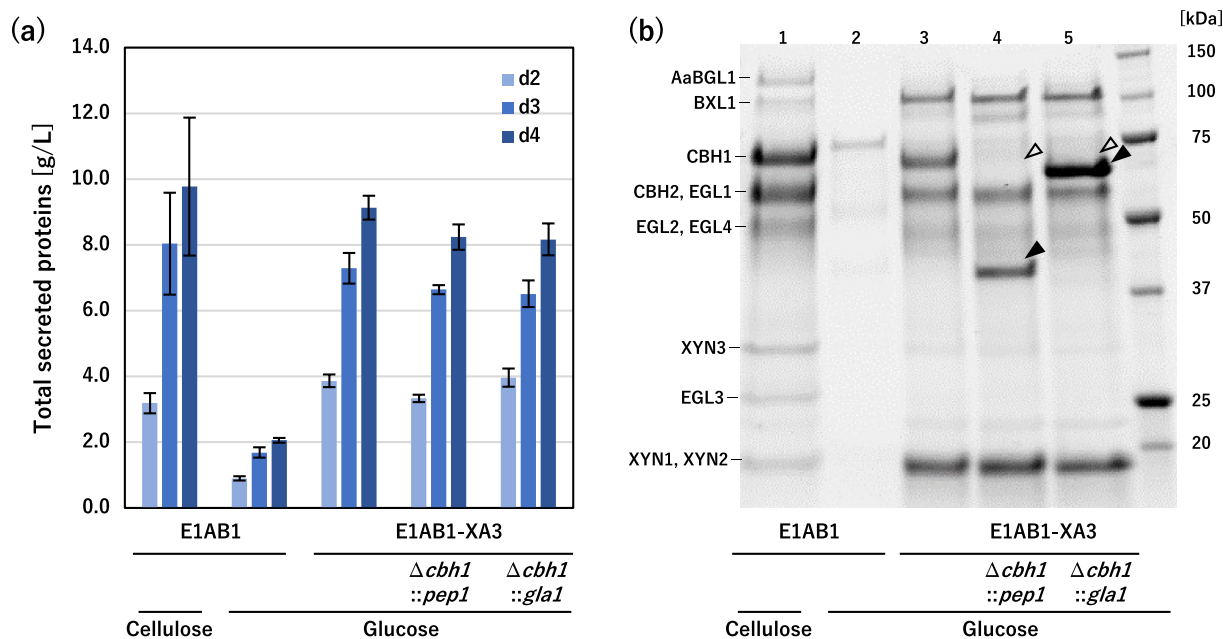 (a)
Total secreted proteins [g/L]
14.0
12.0
10.0
8.0
6.0
4.0
2.0
0.0
d2
d3
d4
E1AB1
E1AB1-XA3
Δcbh1 Δcbh1
::pep1 ::gla1
Cellulose
Glucose
(b)
[kDa]
1 2 3 4 5
AaBGL1
BXL1
CBH1
CBH2, EGL1
EGL2, EGL4
XYN3
EGL3
XYN1, XYN2
150
100
75
50
37
25
20
E1AB1
E1AB1-XA3
Δcbh1 Δcbh1
::pep1 ::gla1
Cellulose
Glucose